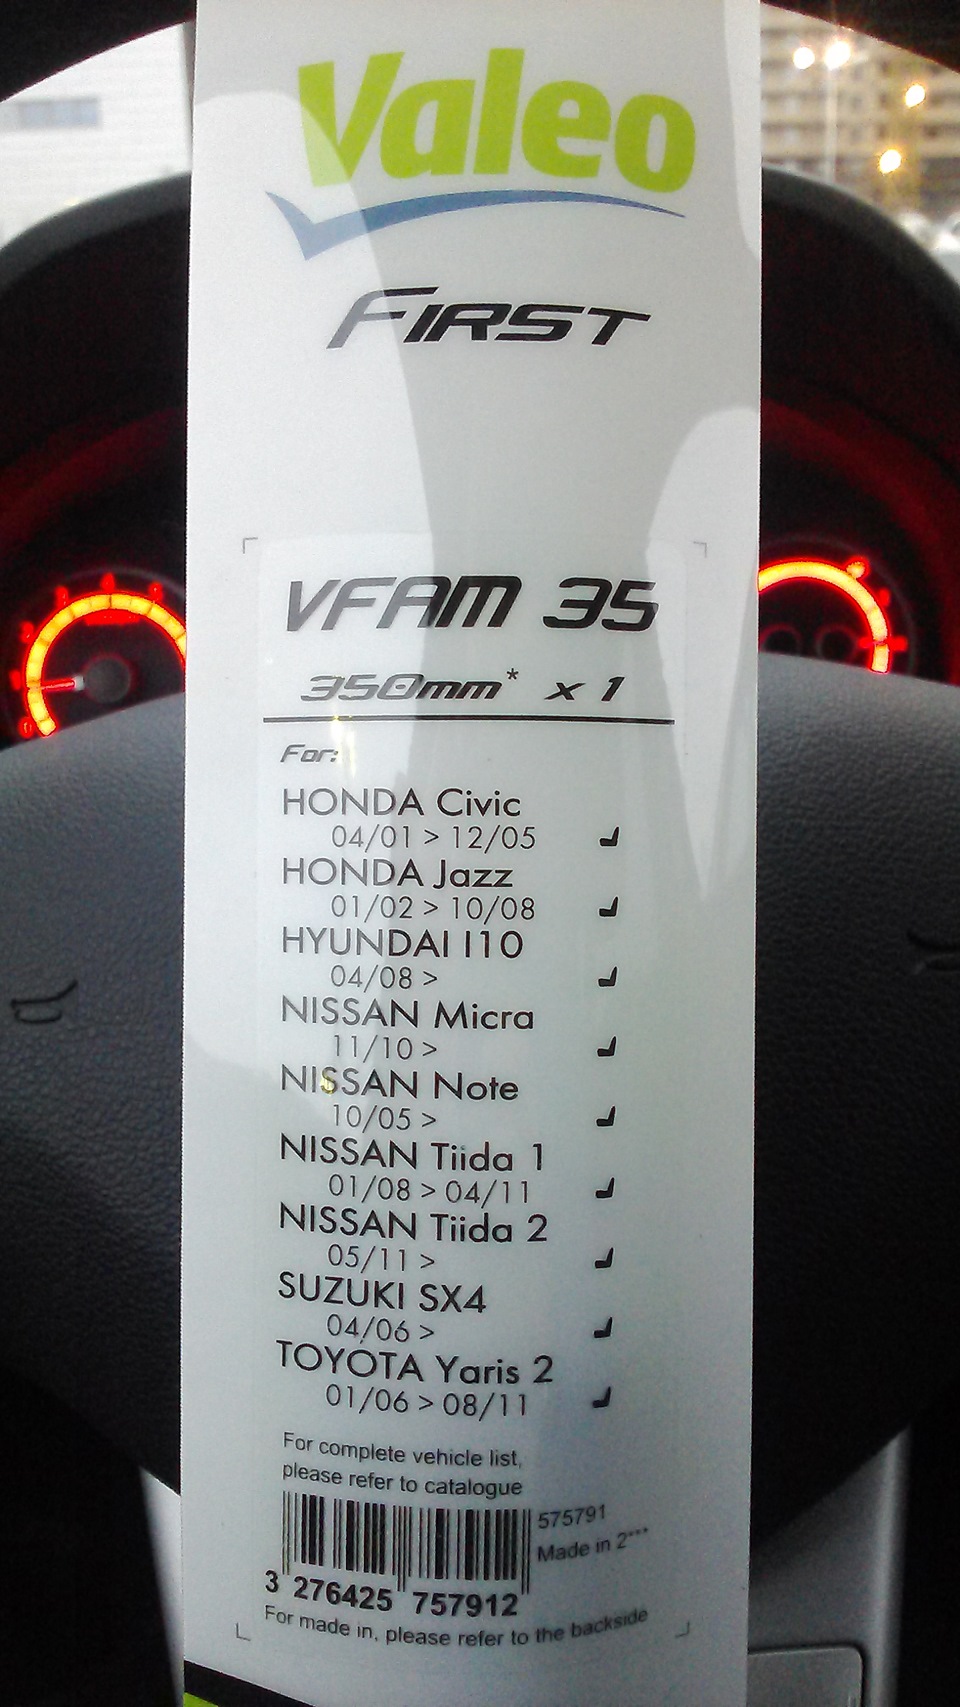 Valeo
FIRST
VFAM 35
350mm* x 1
For:
HONDA Civic
04/01 > 12/05
HONDA Jazz
01/02 > 10/08
HYUNDAI I10
04/08 >
NISSAN Micra
11/10 >
NISSAN Note
10/05 >
NISSAN Tiida 1
01/08 > 04/11
NISSAN Tiida 2
05/11 >
SUZUKI SX4
04/06 >
TOYOTA Yaris 2
01/06 > 08/11
For complete vehicle list,
please refer to catalogue
575791
Made in 2***
3 276425 757912
For made in, please refer to the backside